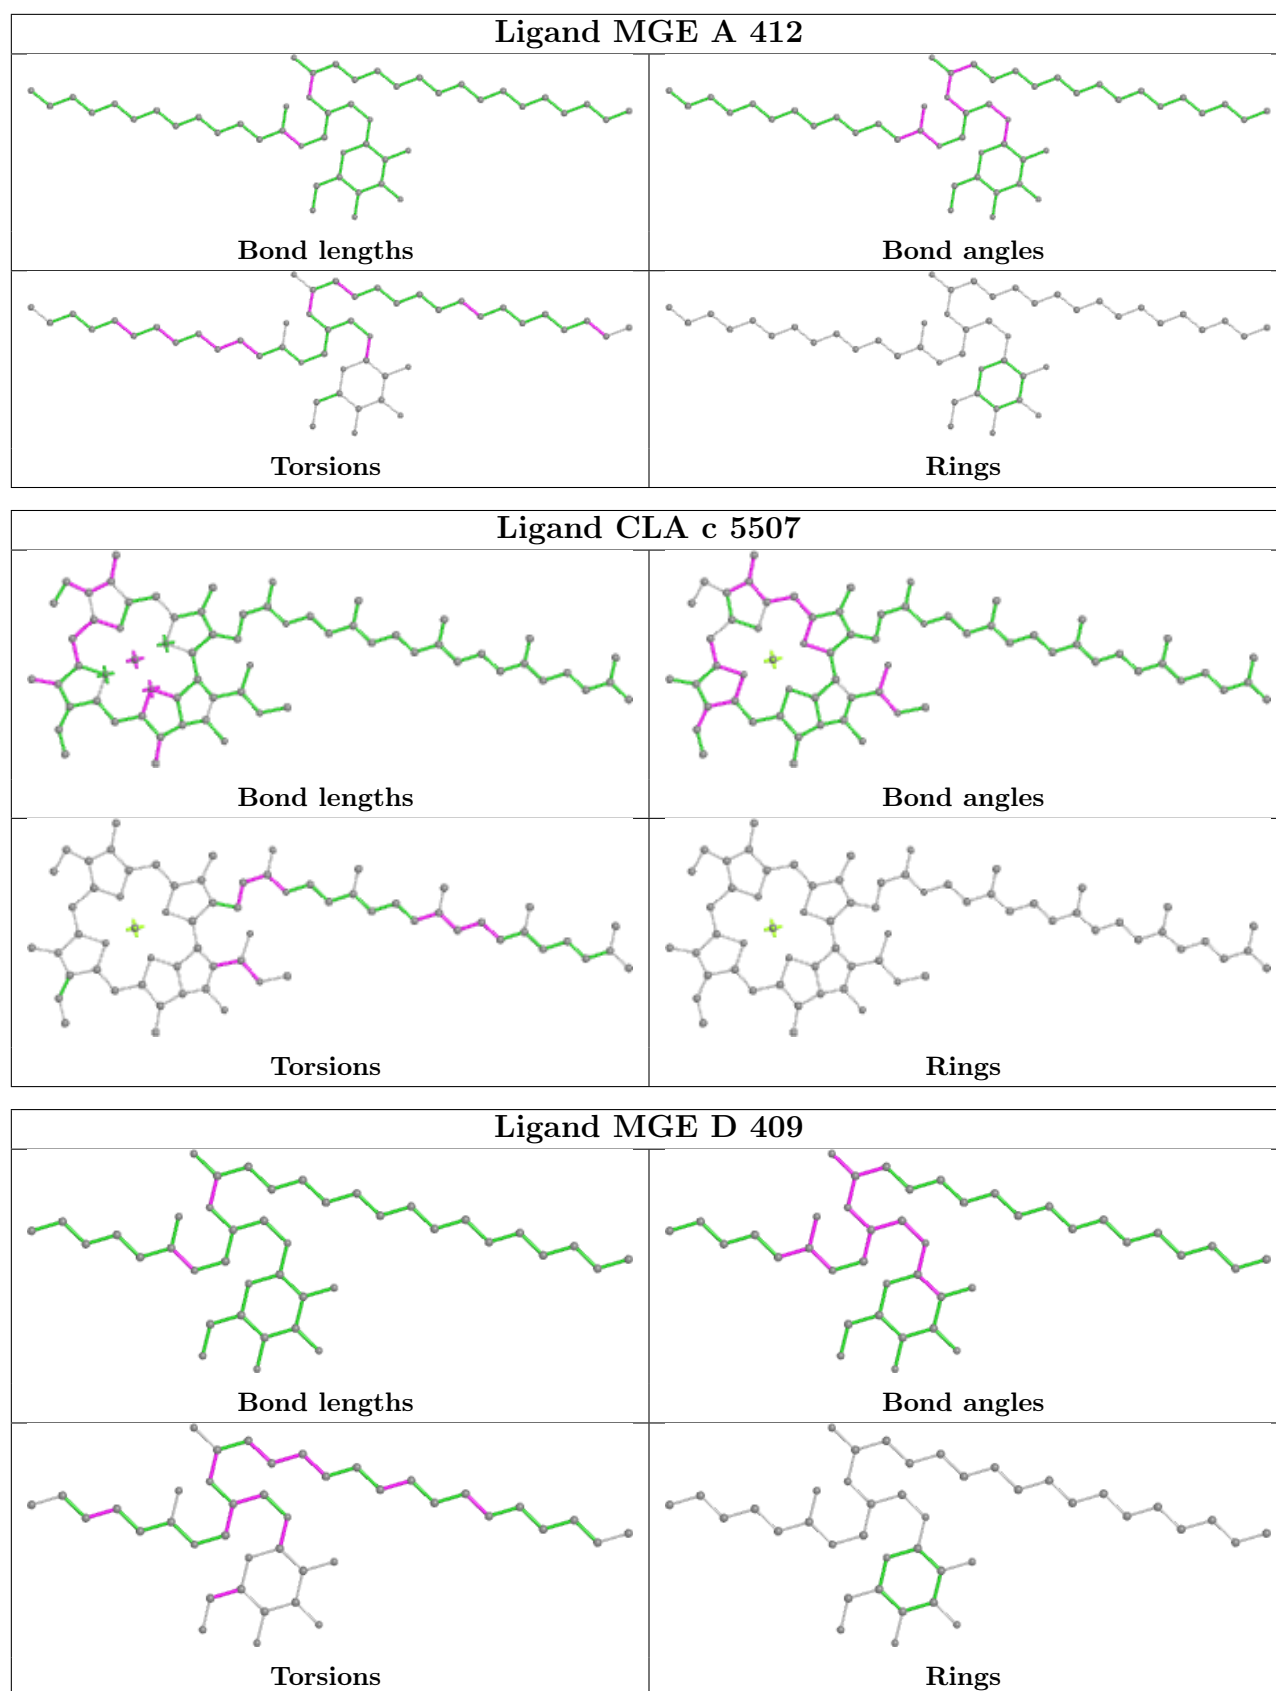 Ligand MGE A 412
Bond lengths
Bond angles
Torsions
Rings
Ligand CLA c 5507
Bond lengths
Bond angles
Torsions
Rings
Ligand MGE D 409
Bond lengths
Bond angles
Torsions
Rings